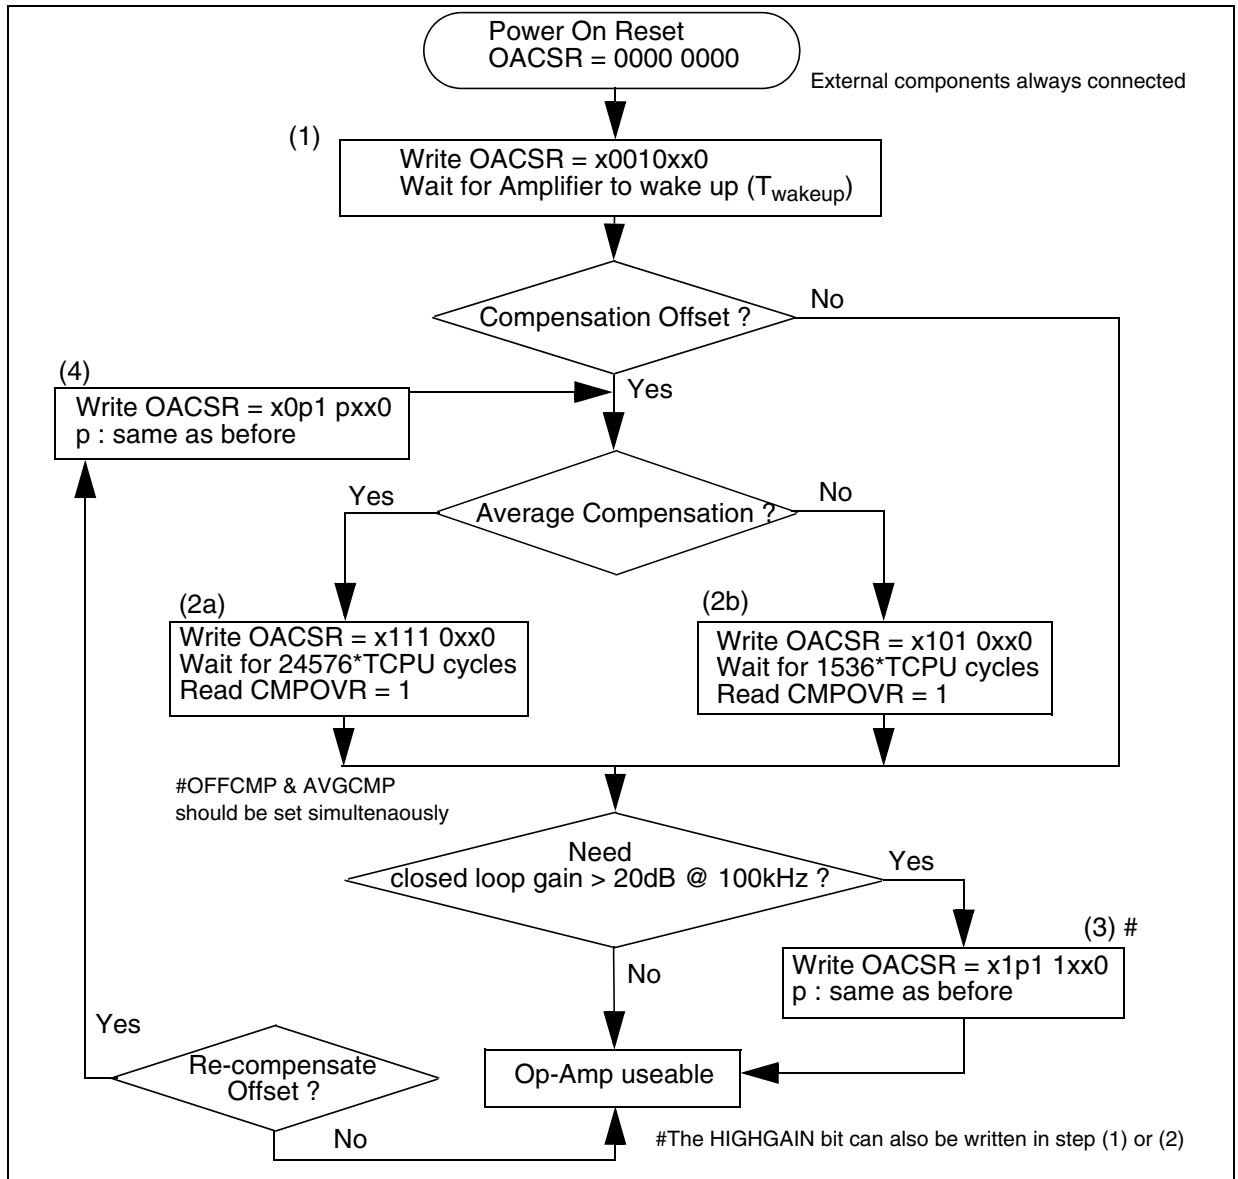 Power On Reset
OACSR = 0000 0000
External components always connected
(1)
Write OACSR = x0010xx0
Wait for Amplifier to wake up (Twakeup)
Compensation Offset ?
No
Yes
(4)
Write OACSR = x0p1 pxx0
p : same as before
Average Compensation ?
Yes
No
(2a)
Write OACSR = x111 0xx0
Wait for 24576*TCPU cycles
Read CMPOVR = 1
(2b)
Write OACSR = x101 0xx0
Wait for 1536*TCPU cycles
Read CMPOVR = 1
#OFFCMP & AVGCMP
should be set simultenaously
Need
closed loop gain > 20dB @ 100kHz ?
Yes
No
(3) #
Write OACSR = x1p1 1xx0
p : same as before
Yes
Re-compensate
Offset ?
No
Op-Amp useable
#The HIGHGAIN bit can also be written in step (1) or (2)